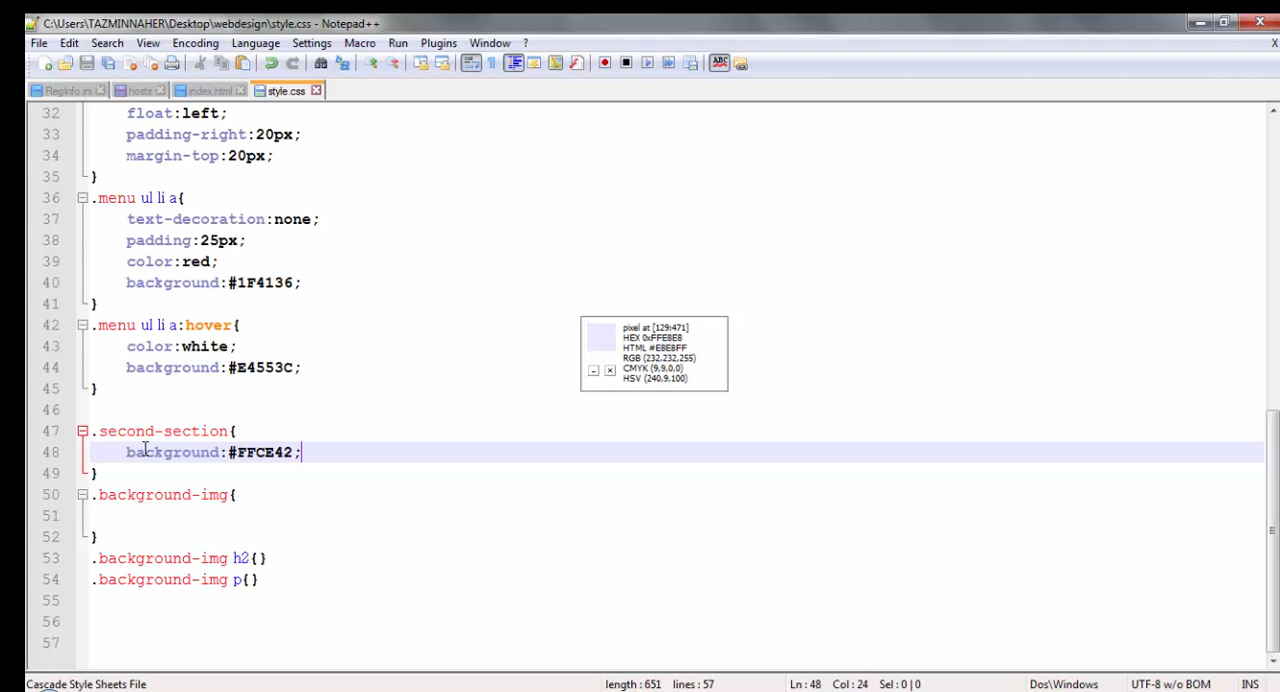 C:\Users\TAZMINNAHER\Desktop\webdesign\style.css - Notepad++
File Edit Search View Encoding Language Settings Macro Run Plugins Window ? X
ABC
RegInfo.ini hosts index.html style.css
32 float:left;
33 padding-right:20px;
34 margin-top:20px;
35 }
36 .menu ul li a{
37 text-decoration:none;
38 padding:25px;
39 color:red;
40 background:#1F4136;
41 }
42 .menu ul li a:hover{
43 color:white;
44 background:#E4553C;
45 }
46
47 .second-section{
48 background:#FFCE42;
49 }
50 .background-img{
51
52 }
53 .background-img h2{}
54 .background-img p{}
55
56
57
pixel at [129:471]
HEX 0xFFE8E8
HTML #E8E8FF
RGB (232,232,255)
CMYK (9,9,0,0)
HSV (240,9,100)
Cascade Style Sheets File length : 651 lines : 57 Ln : 48 Col : 24 Sel : 0 | 0 Dos\Windows UTF-8 w/o BOM INS